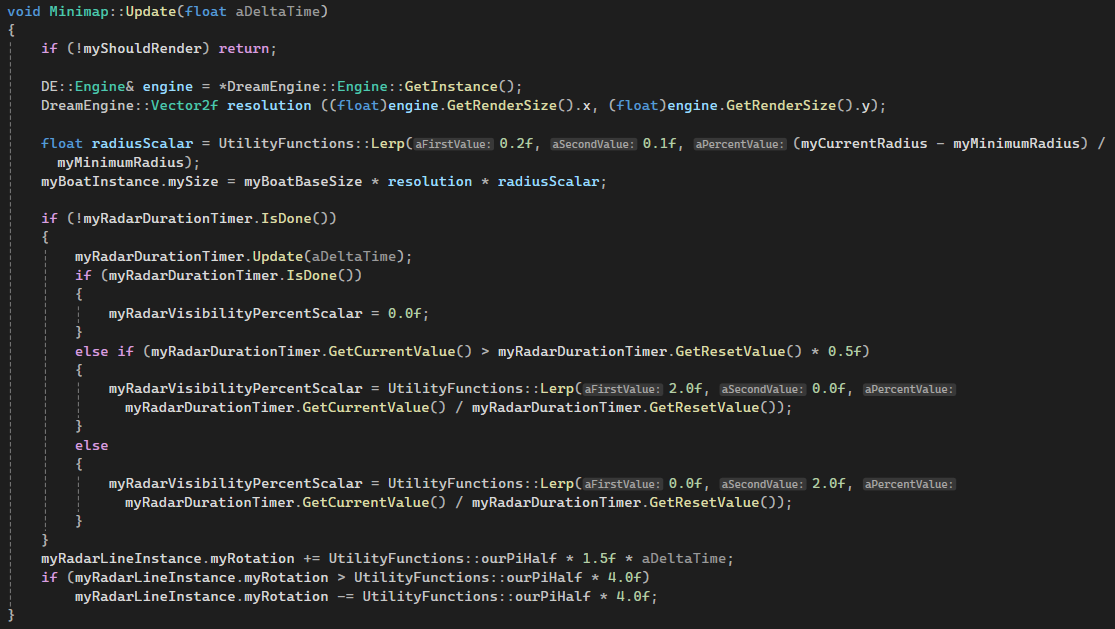 void Minimap::Update(float aDeltaTime)
{
if (!myShouldRender) return;
DE::Engine& engine = *DreamEngine::Engine::GetInstance();
DreamEngine::Vector2f resolution ((float)engine.GetRenderSize().x, (float)engine.GetRenderSize().y);
float radiusScalar = UtilityFunctions::Lerp(aFirstValue: 0.2f, aSecondValue: 0.1f, aPercentValue: (myCurrentRadius - myMinimumRadius) /
myMinimumRadius);
myBoatInstance.mySize = myBoatBaseSize * resolution * radiusScalar;
if (!myRadarDurationTimer.IsDone())
{
myRadarDurationTimer.Update(aDeltaTime);
if (myRadarDurationTimer.IsDone())
{
myRadarVisibilityPercentScalar = 0.0f;
}
else if (myRadarDurationTimer.GetCurrentValue() > myRadarDurationTimer.GetResetValue() * 0.5f)
{
myRadarVisibilityPercentScalar = UtilityFunctions::Lerp(aFirstValue: 2.0f, aSecondValue: 0.0f, aPercentValue:
myRadarDurationTimer.GetCurrentValue() / myRadarDurationTimer.GetResetValue());
}
else
{
myRadarVisibilityPercentScalar = UtilityFunctions::Lerp(aFirstValue: 0.0f, aSecondValue: 2.0f, aPercentValue:
myRadarDurationTimer.GetCurrentValue() / myRadarDurationTimer.GetResetValue());
}
}
myRadarLineInstance.myRotation += UtilityFunctions::ourPiHalf * 1.5f * aDeltaTime;
if (myRadarLineInstance.myRotation > UtilityFunctions::ourPiHalf * 4.0f)
myRadarLineInstance.myRotation -= UtilityFunctions::ourPiHalf * 4.0f;
}